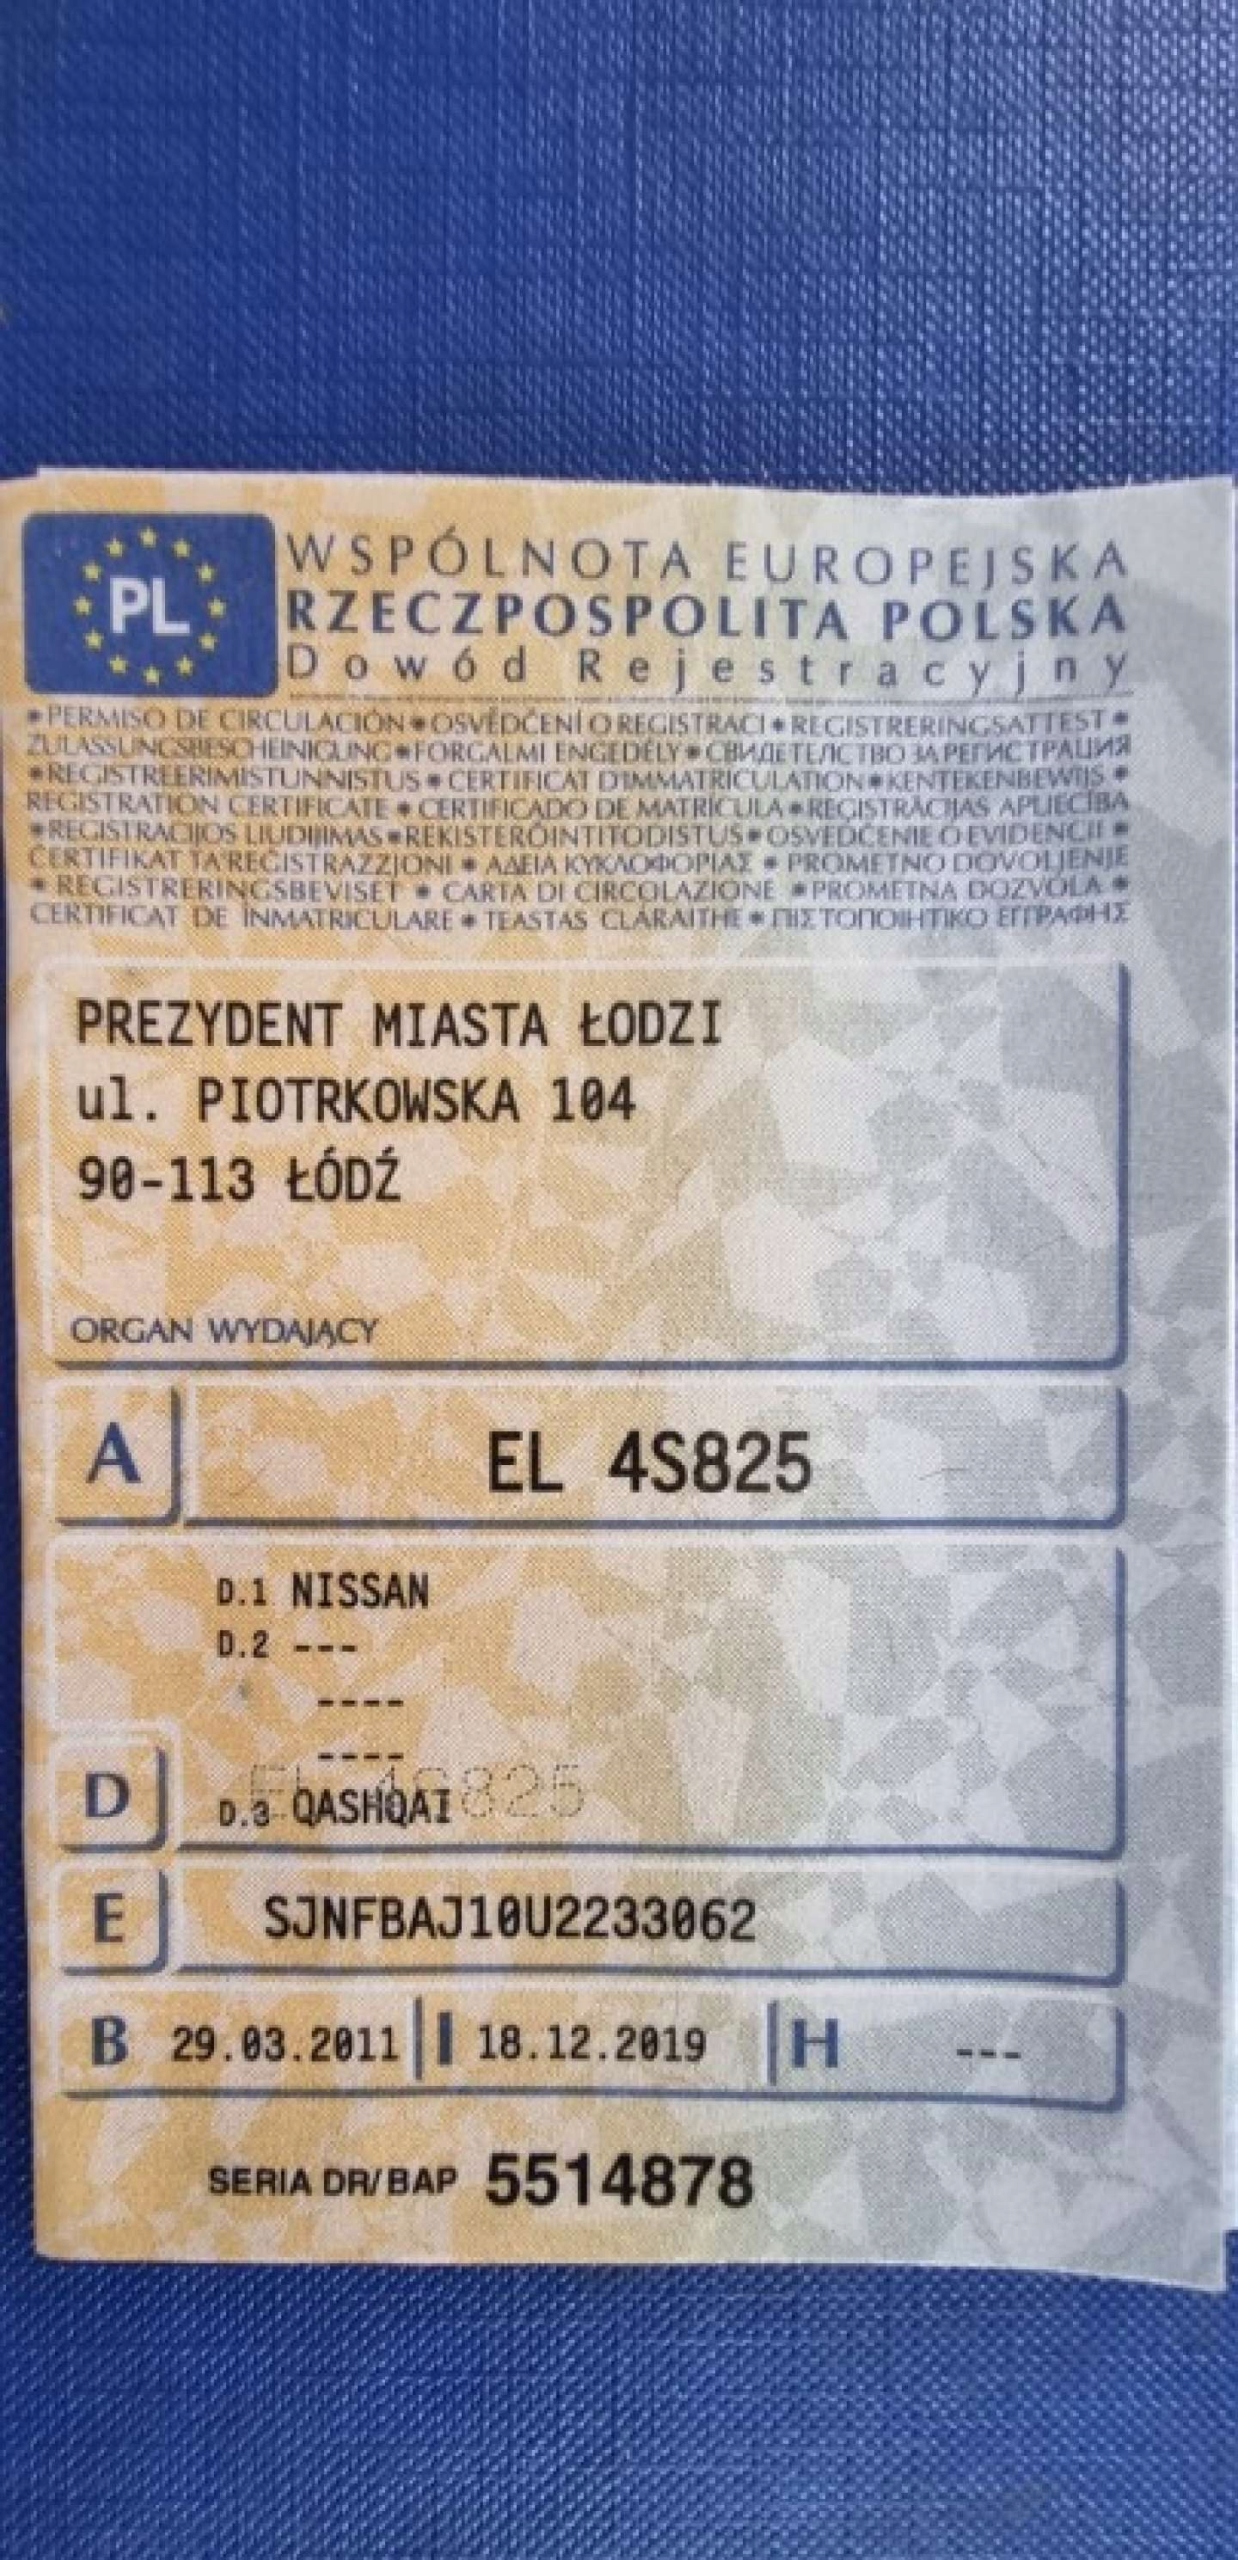 PL
WSPÓLNOTA EUROPEJSKA
RZECZPOSPOLITA POLSKA
Dowód Rejestracyjny
*PERMISO DE CIRCULACIÓN*OSVĚDČENÍ O REGISTRACI*REGISTRERINGSATTEST*
ZULASSUNGSBESCHEINIGUNG*FORGALMI ENGEDÉLY*СВИДЕТЕЛСТВО ЗА РЕГИСТРАЦИЯ
*REGISTREERIMISTUNNISTUS*CERTIFICAT D'IMMATRICULATION*KENTEKENBEWIJS*
REGISTRATION CERTIFICATE*CERTIFICADO DE MATRÍCULA*REĢISTRĀCIJAS APLIECĪBA
*REGISTRACIJOS LIUDIJIMAS*REKISTERÖINTITODISTUS*OSVEDČENIE O EVIDENCII*
ĊERTIFIKAT TA'REĠISTRAZZJONI*ΑΔΕΙΑ ΚΥΚΛΟΦΟΡΙΑΣ*PROMETNO DOVOLJENJE
*REGISTRERINGSBEVISET*CARTA DI CIRCOLAZIONE*PROMETNA DOZVOLA*
CERTIFICAT DE ÎNMATRICULARE*TEASTAS CLÁRAITHE*ΠΙΣΤΟΠΟΙΗΤΙΚΟ ΕΓΓΡΑΦΗΣ
PREZYDENT MIASTA ŁODZI
ul. PIOTRKOWSKA 104
90-113 ŁÓDŹ
ORGAN WYDAJĄCY
A EL 4S825
D.1 NISSAN
D.2 ---
----
----
EL 4S825
D D.3 QASHQAI
E SJNFBAJ10U2233062
B 29.03.2011 I 18.12.2019 H ---
SERIA DR/BAP 5514878